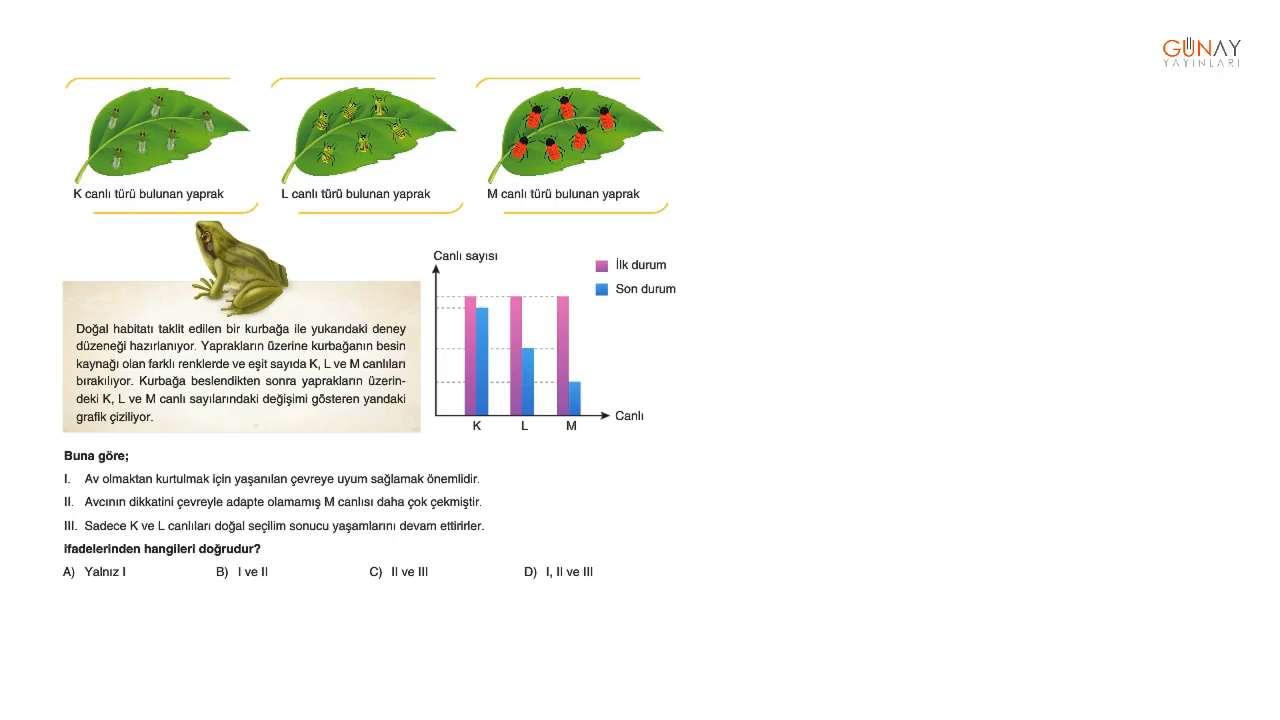 GÜNAY
YAYINLARI
K canlı türü bulunan yaprak
L canlı türü bulunan yaprak
M canlı türü bulunan yaprak
Doğal habitatı taklit edilen bir kurbağa ile yukarıdaki deney
düzeneği hazırlanıyor. Yaprakların üzerine kurbağanın besin
kaynağı olan farklı renklerde ve eşit sayıda K, L ve M canlıları
bırakılıyor. Kurbağa beslendikten sonra yaprakların üzerin-
deki K, L ve M canlı sayılarındaki değişimi gösteren yandaki
grafik çiziliyor.
Canlı sayısı
İlk durum
Son durum
Canlı
K
L
M
Buna göre;
I. Av olmaktan kurtulmak için yaşanılan çevreye uyum sağlamak önemlidir.
II. Avcının dikkatini çevreyle adapte olamamış M canlısı daha çok çekmiştir.
III. Sadece K ve L canlıları doğal seçilim sonucu yaşamlarını devam ettirirler.
ifadelerinden hangileri doğrudur?
A) Yalnız I
B) I ve II
C) II ve III
D) I, II ve III